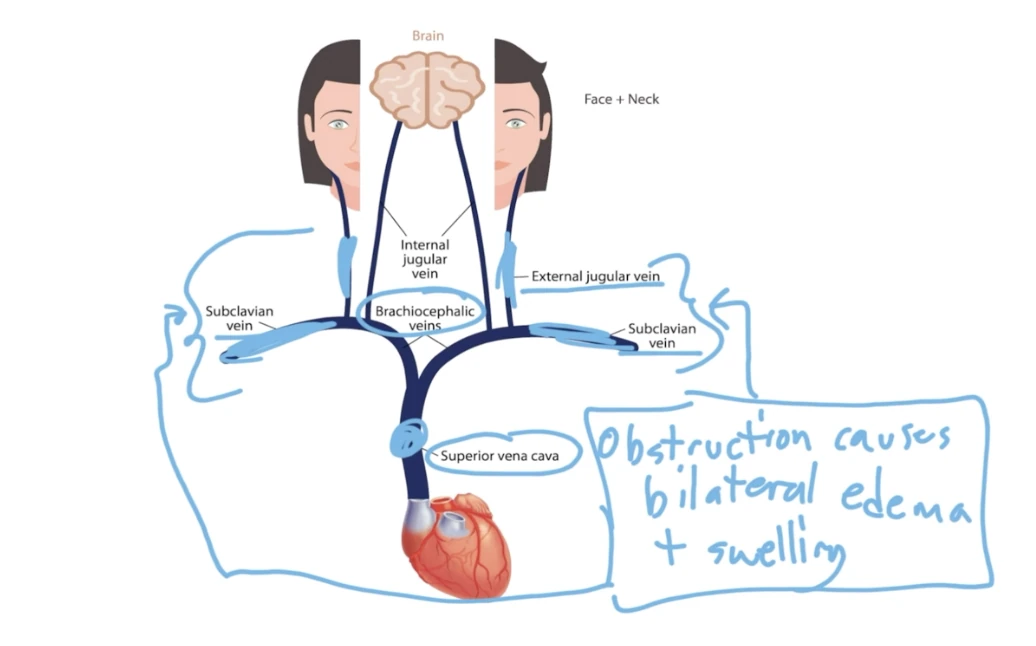 Brain
Face + Neck
Internal
jugular
vein
External jugular vein
Subclavian
vein
Brachiocephalic
veins
Subclavian
vein
Superior vena cava
Obstruction causes
bilateral edema
+ swelling